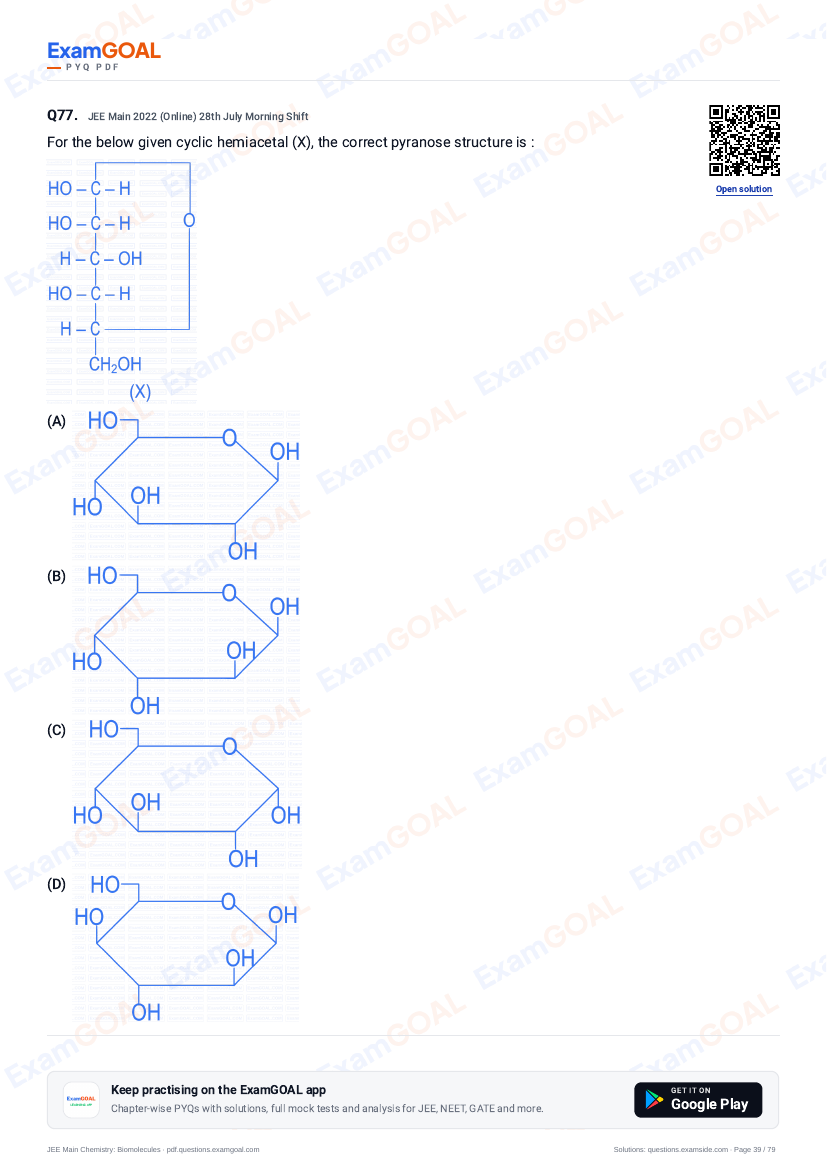 ExamGOAL
PYQ PDF
Q77. JEE Main 2022 (Online) 28th July Morning Shift
For the below given cyclic hemiacetal (X), the correct pyranose structure is :
Open solution
HO – C – H
HO – C – H
O
H – C – OH
HO – C – H
H – C
CH₂OH
(X)
(A)
HO
O
OH
OH
HO
OH
(B)
HO
O
OH
OH
HO
OH
(C)
HO
O
OH
HO
OH
OH
(D)
HO
O
HO
OH
OH
OH
Keep practising on the ExamGOAL app
Chapter-wise PYQs with solutions, full mock tests and analysis for JEE, NEET, GATE and more.
ExamGOAL
GET IT ON
Google Play
JEE Main Chemistry: Biomolecules · pdf.questions.examgoal.com
Solutions: questions.examside.com · Page 39 / 79